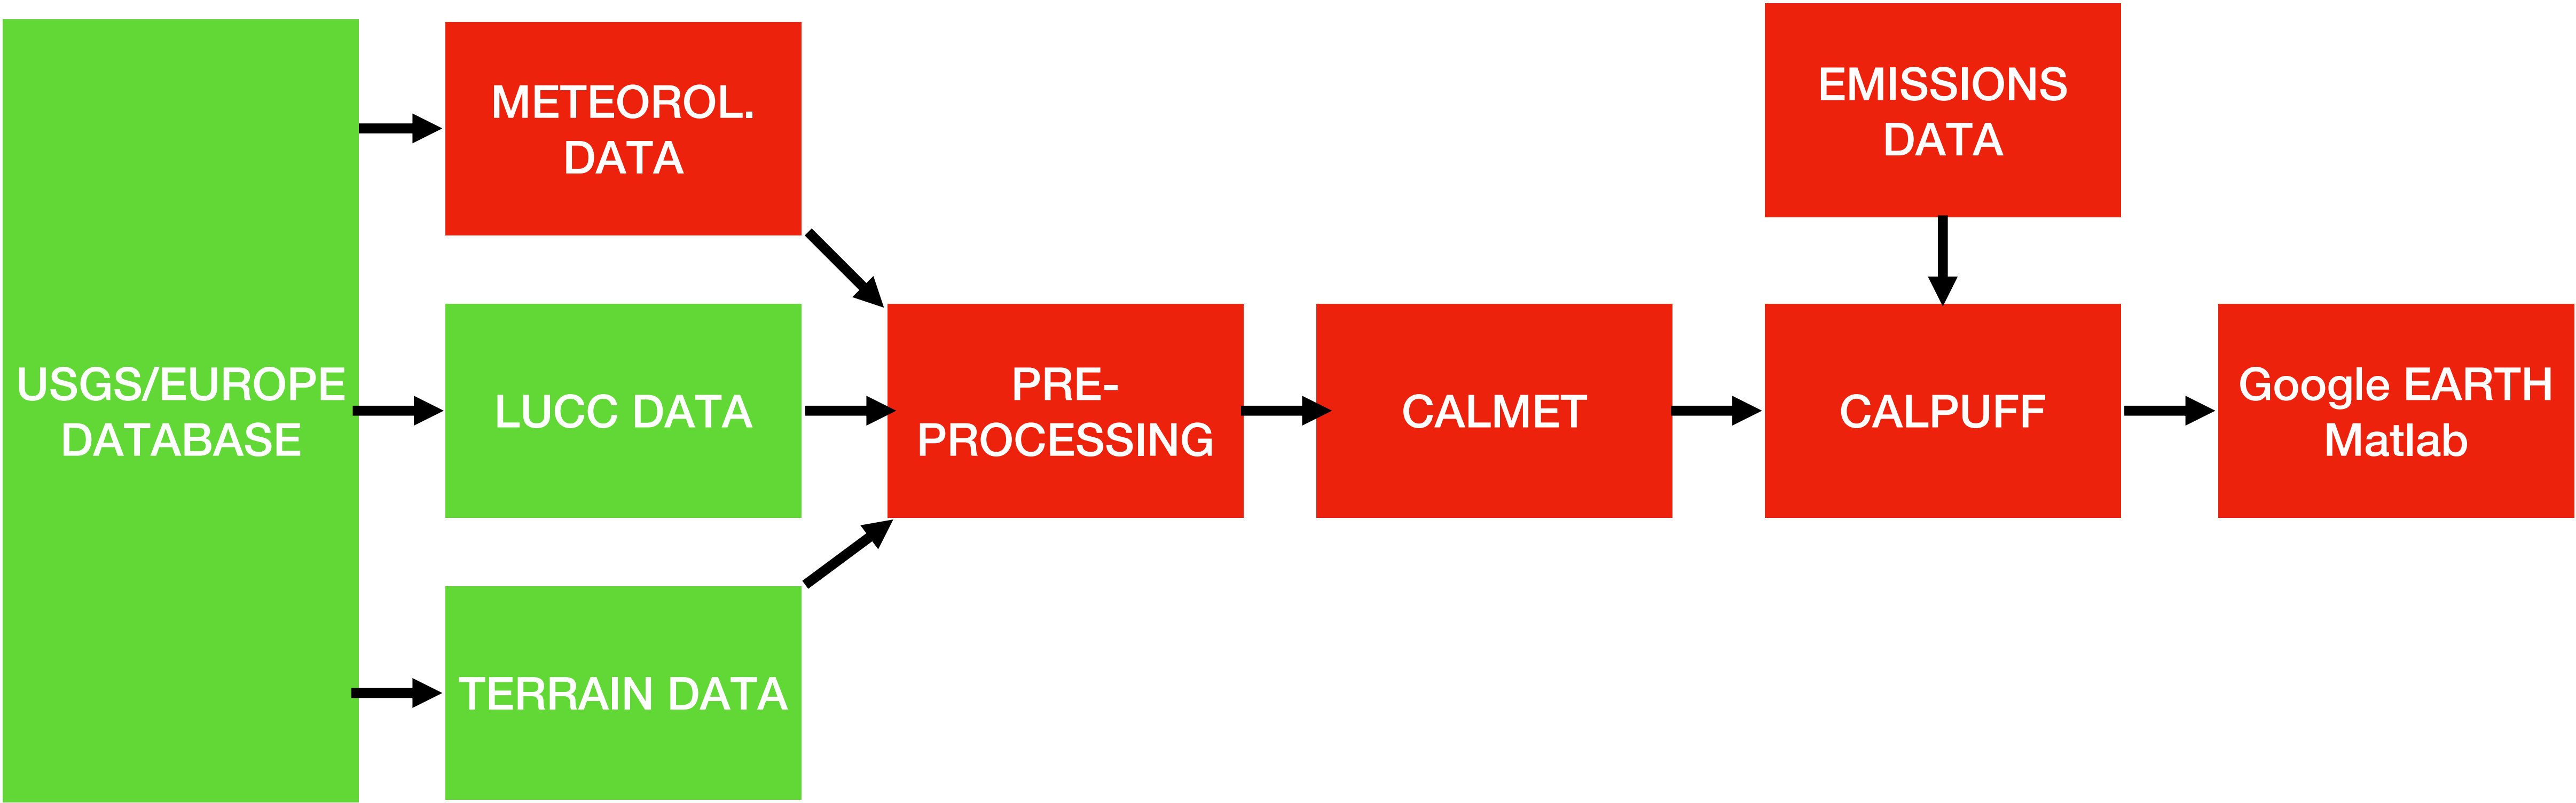 USGS/EUROPE
DATABASE
METEOROL.
DATA
LUCC DATA
TERRAIN DATA
PRE-
PROCESSING
CALMET
EMISSIONS
DATA
CALPUFF
Google EARTH
Matlab